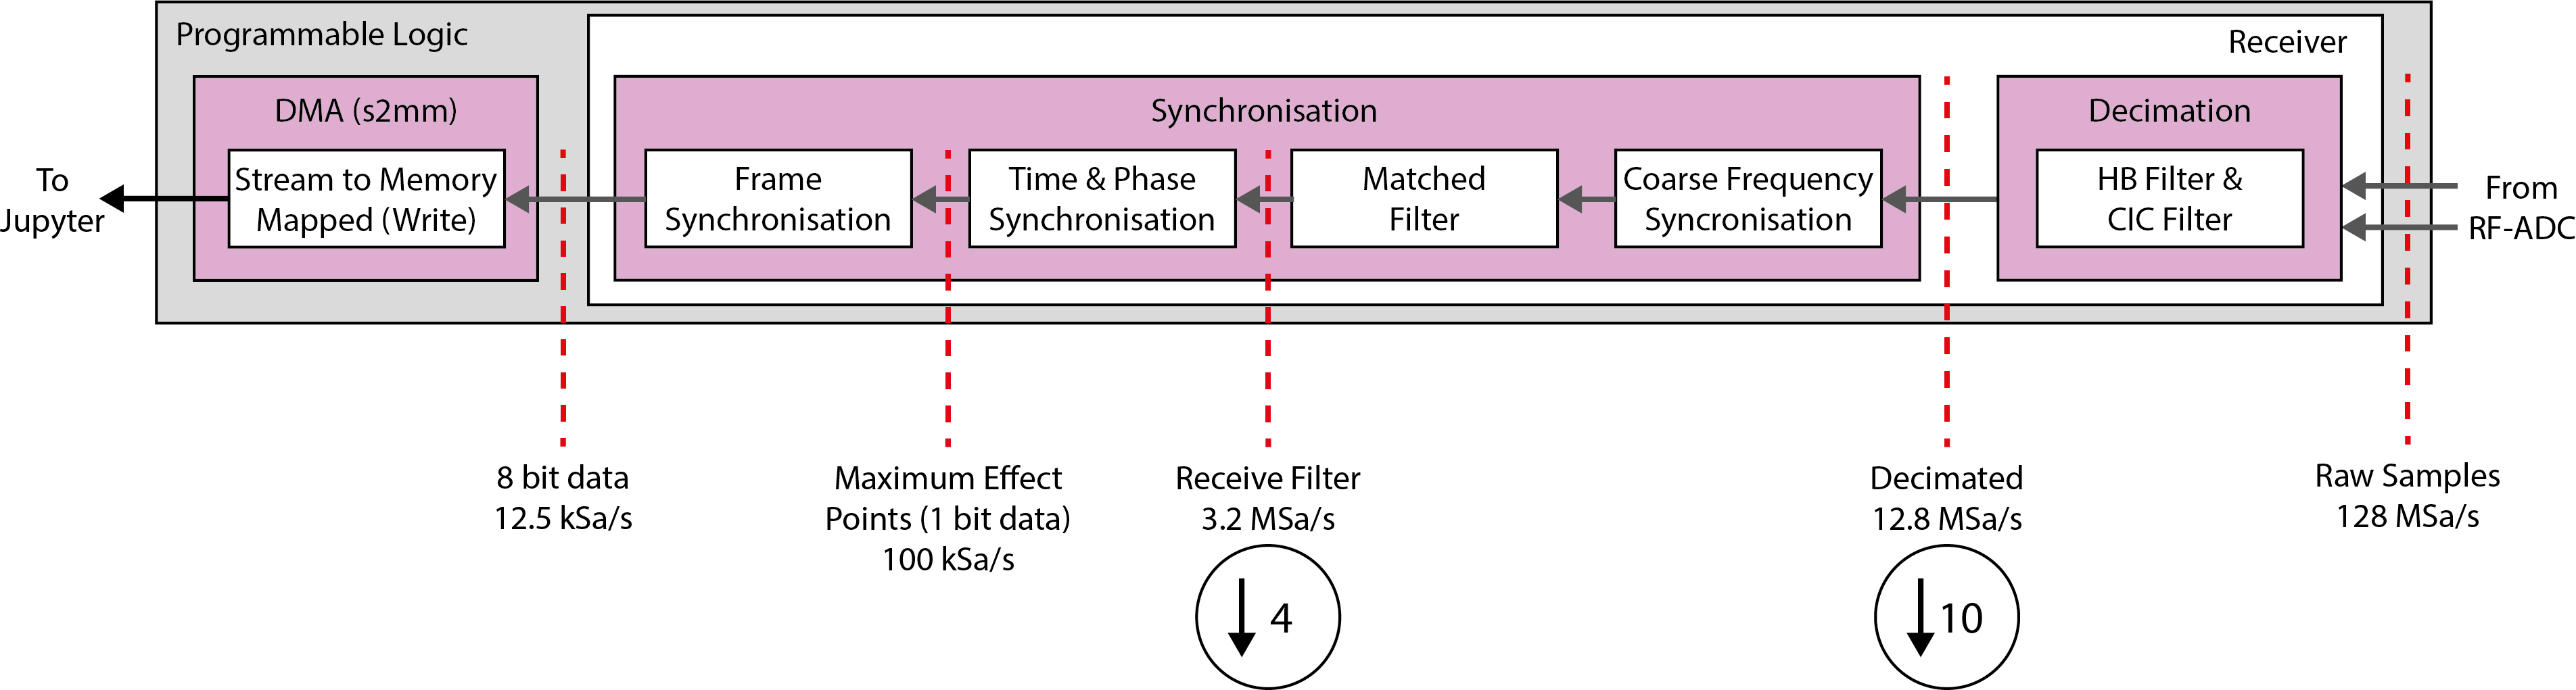 Programmable Logic
Receiver
DMA (s2mm)
Synchronisation
Decimation
To
Jupyter
Stream to Memory
Mapped (Write)
Frame
Synchronisation
Time & Phase
Synchronisation
Matched
Filter
Coarse Frequency
Syncronisation
HB Filter &
CIC Filter
From
RF-ADC
8 bit data
12.5 kSa/s
Maximum Effect
Points (1 bit data)
100 kSa/s
Receive Filter
3.2 MSa/s
4
Decimated
12.8 MSa/s
10
Raw Samples
128 MSa/s